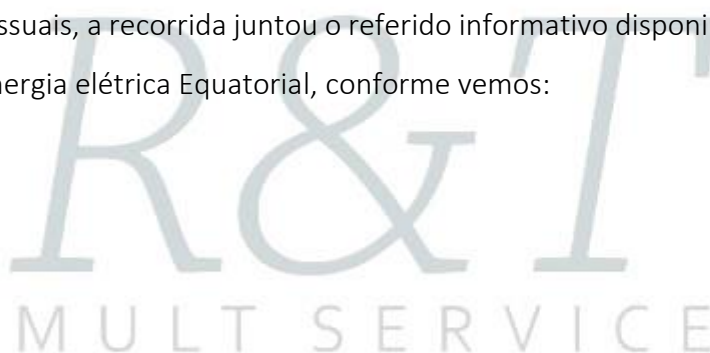 ssuais, a recorrida juntou o referido informativo disponi
nergia elétrica Equatorial, conforme vemos:
R&T
MULT SERVICE